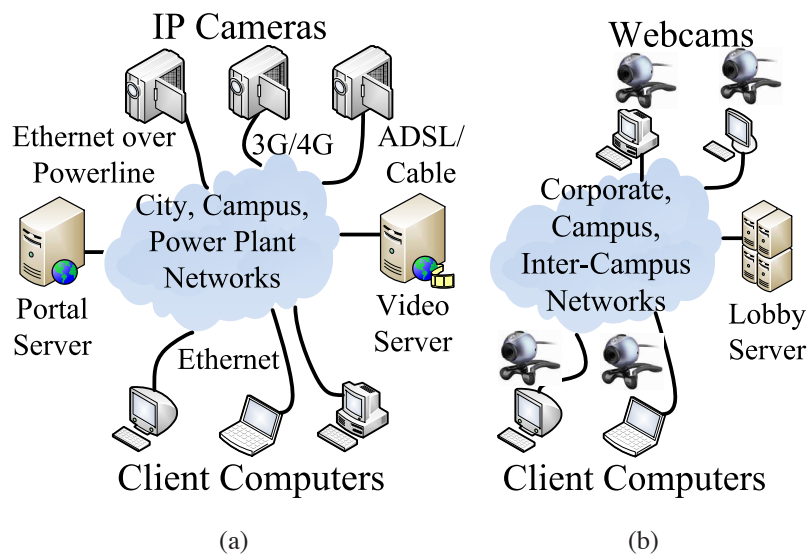 IP Cameras
Ethernet over
Powerline
3G/4G
ADSL/
Cable
City, Campus,
Power Plant
Networks
Portal
Server
Video
Server
Ethernet
Client Computers
(a)
Webcams
Corporate,
Campus,
Inter-Campus
Networks
Lobby
Server
Client Computers
(b)